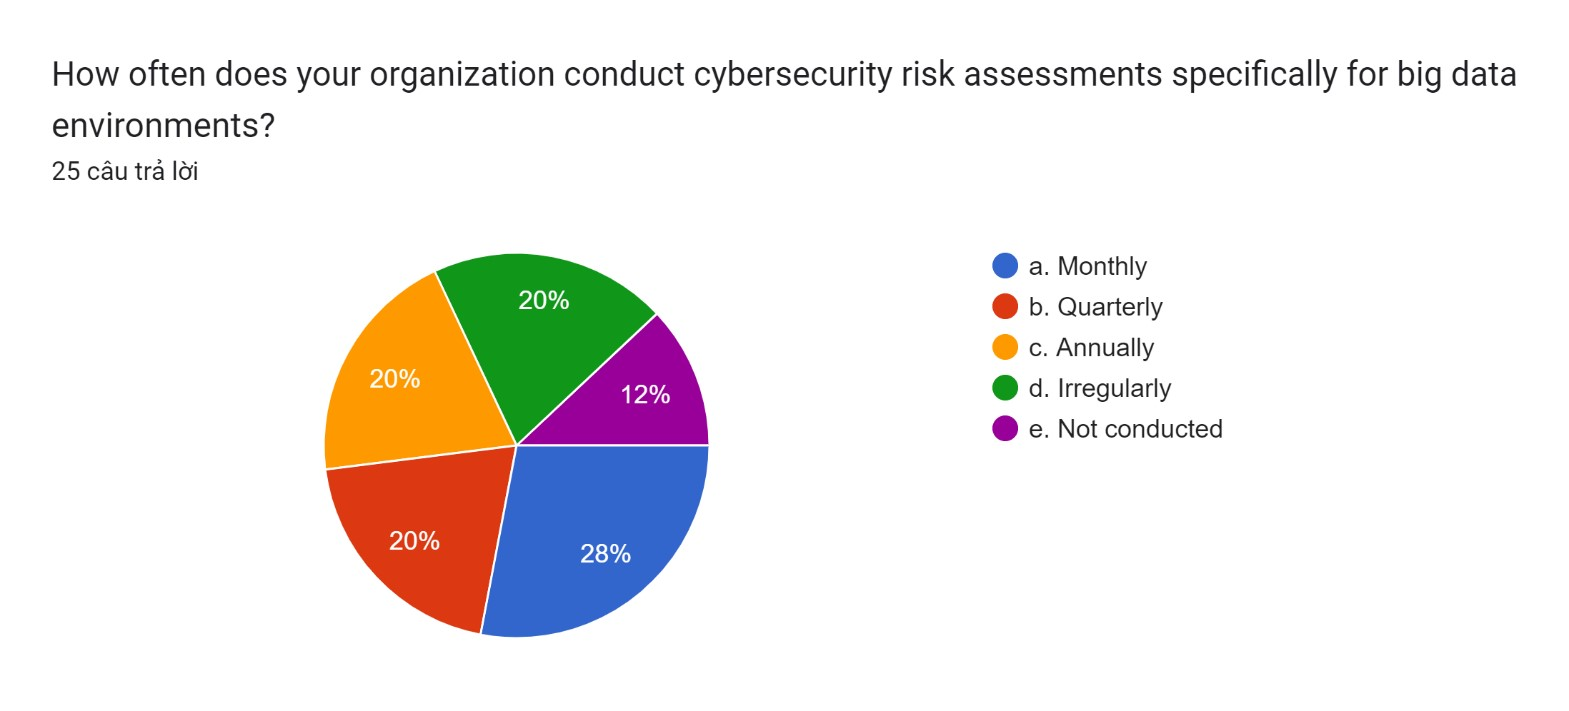 How often does your organization conduct cybersecurity risk assessments specifically for big data
environments?
25 câu trả lời
20%
12%
20%
20%
28%
a. Monthly
b. Quarterly
c. Annually
d. Irregularly
e. Not conducted